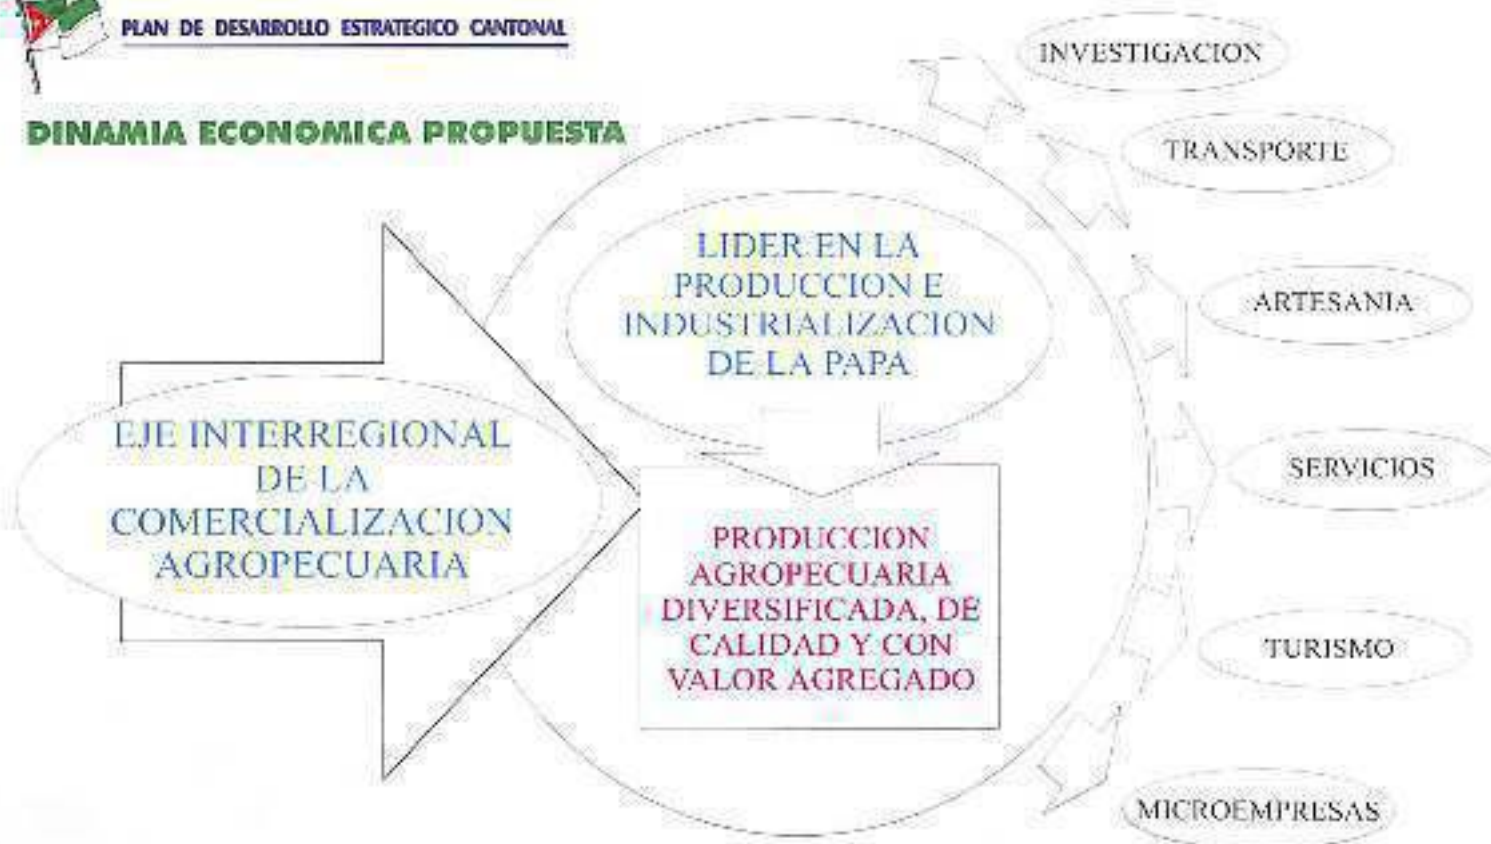 PLAN DE DESARROLLO ESTRATEGICO CANTONAL
DINAMIA ECONOMICA PROPUESTA
EJE INTERREGIONAL
DE LA
COMERCIALIZACION
AGROPECUARIA
LIDER EN LA
PRODUCCION E
INDUSTRIALIZACION
DE LA PAPA
PRODUCCION
AGROPECUARIA
DIVERSIFICADA, DE
CALIDAD Y CON
VALOR AGREGADO
INVESTIGACION
TRANSPORTE
ARTESANIA
SERVICIOS
TURISMO
MICROEMPRESAS